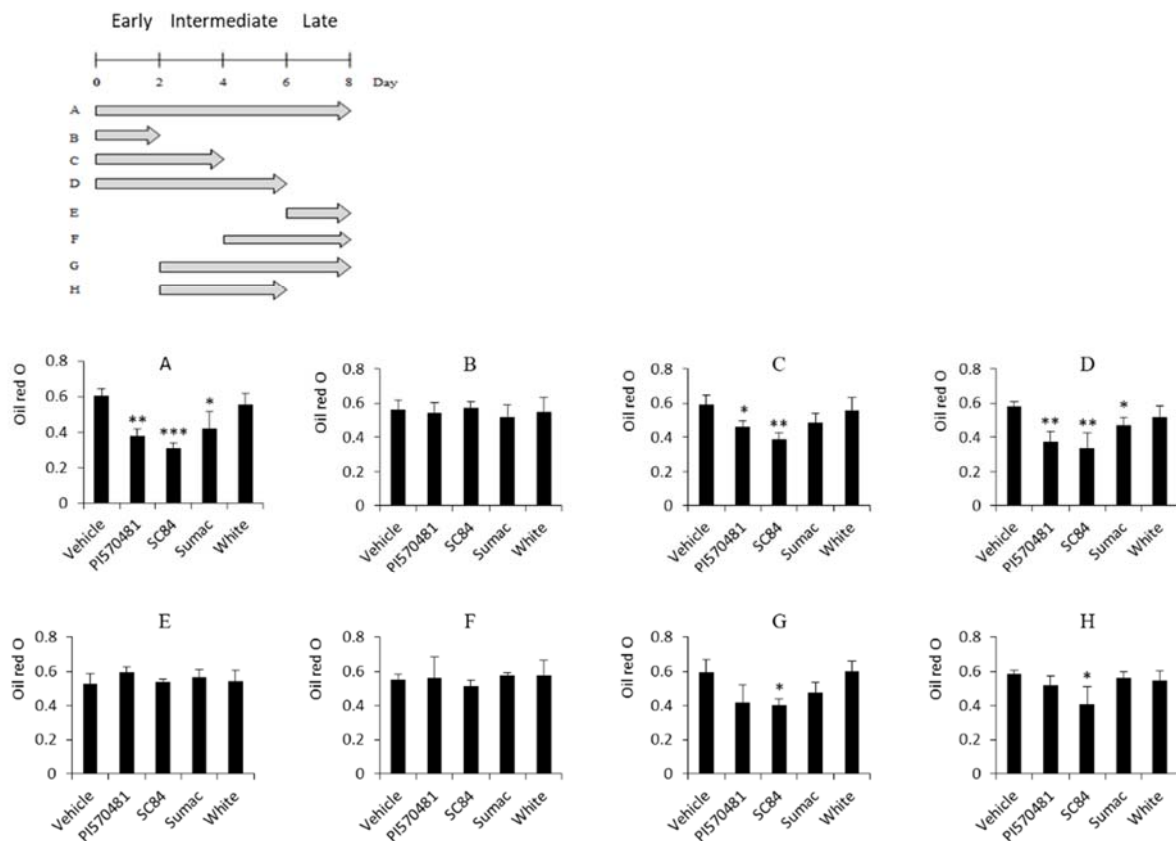 Early Intermediate Late
0 2 4 6 8 Day
A
B
C
D
E
F
G
H
A B C D
Oil red O Oil red O Oil red O Oil red O
0.8 0.8 0.8 0.8
0.6 0.6 0.6 0.6
0.4 0.4 0.4 0.4
0.2 0.2 0.2 0.2
0 0 0 0
** *** * * ** ** ** *
Vehicle PI570481 SC84 Sumac White Vehicle PI570481 SC84 Sumac White Vehicle PI570481 SC84 Sumac White Vehicle PI570481 SC84 Sumac White
E F G H
Oil red O Oil red O Oil red O Oil red O
0.8 0.8 0.8 0.8
0.6 0.6 0.6 0.6
0.4 0.4 0.4 0.4
0.2 0.2 0.2 0.2
0 0 0 0
* *
Vehicle PI570481 SC84 Sumac White Vehicle PI570481 SC84 Sumac White Vehicle PI570481 SC84 Sumac White Vehicle PI570481 SC84 Sumac White